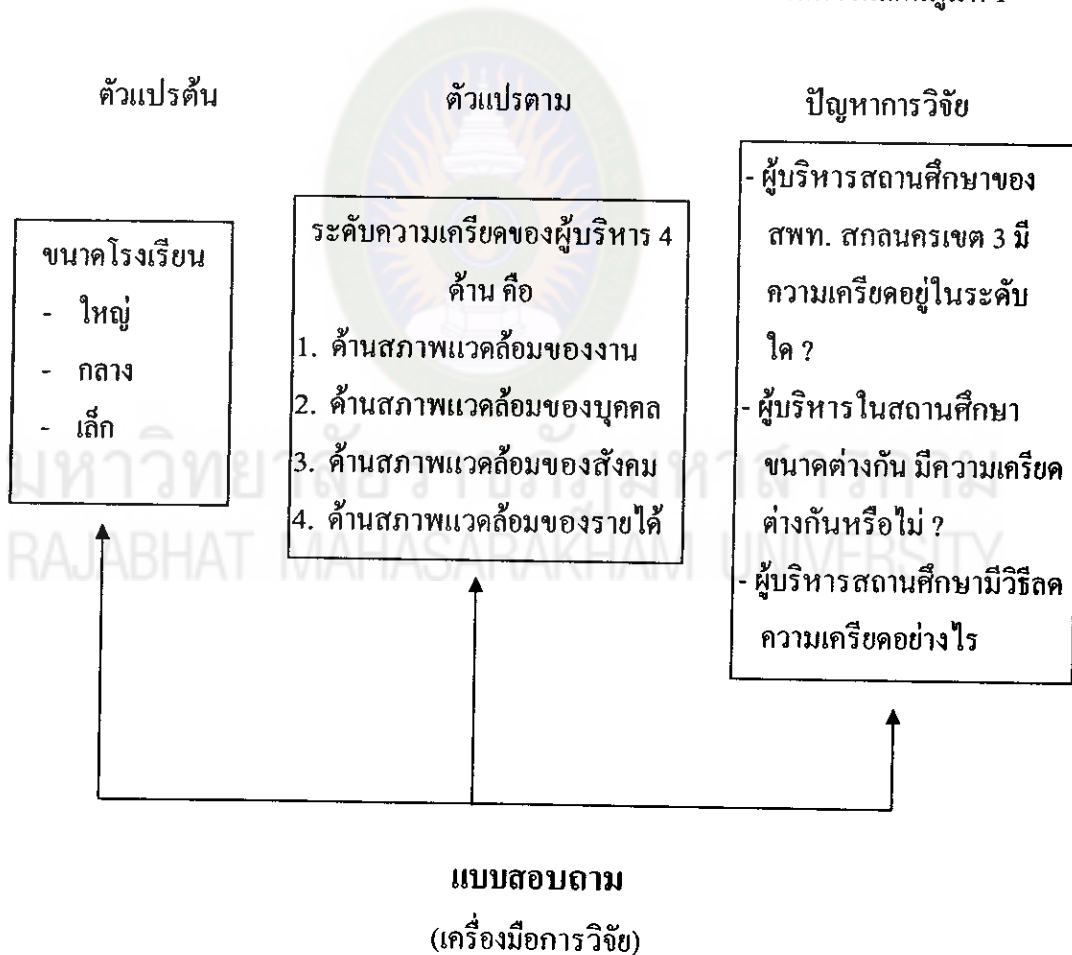 ตัวแปรต้น
ตัวแปรตาม
ปัญหาการวิจัย
ขนาดโรงเรียน
- ใหญ่
- กลาง
- เล็ก
ระดับความเครียดของผู้บริหาร 4
ด้าน คือ
1. ด้านสภาพแวดล้อมของงาน
2. ด้านสภาพแวดล้อมของบุคคล
3. ด้านสภาพแวดล้อมของสังคม
4. ด้านสภาพแวดล้อมของรายได้
- ผู้บริหารสถานศึกษาของ
สพท. สกลนครเขต 3 มี
ความเครียดอยู่ในระดับ
ใด ?
- ผู้บริหารในสถานศึกษา
ขนาดต่างกัน มีความเครียด
ต่างกันหรือไม่ ?
- ผู้บริหารสถานศึกษามีวิธีลด
ความเครียดอย่างไร
มหาวิทยาลัยราชภัฏมหาสารคาม
RAJABHAT MAHASARAKHAM UNIVERSITY
แบบสอบถาม
(เครื่องมือการวิจัย)